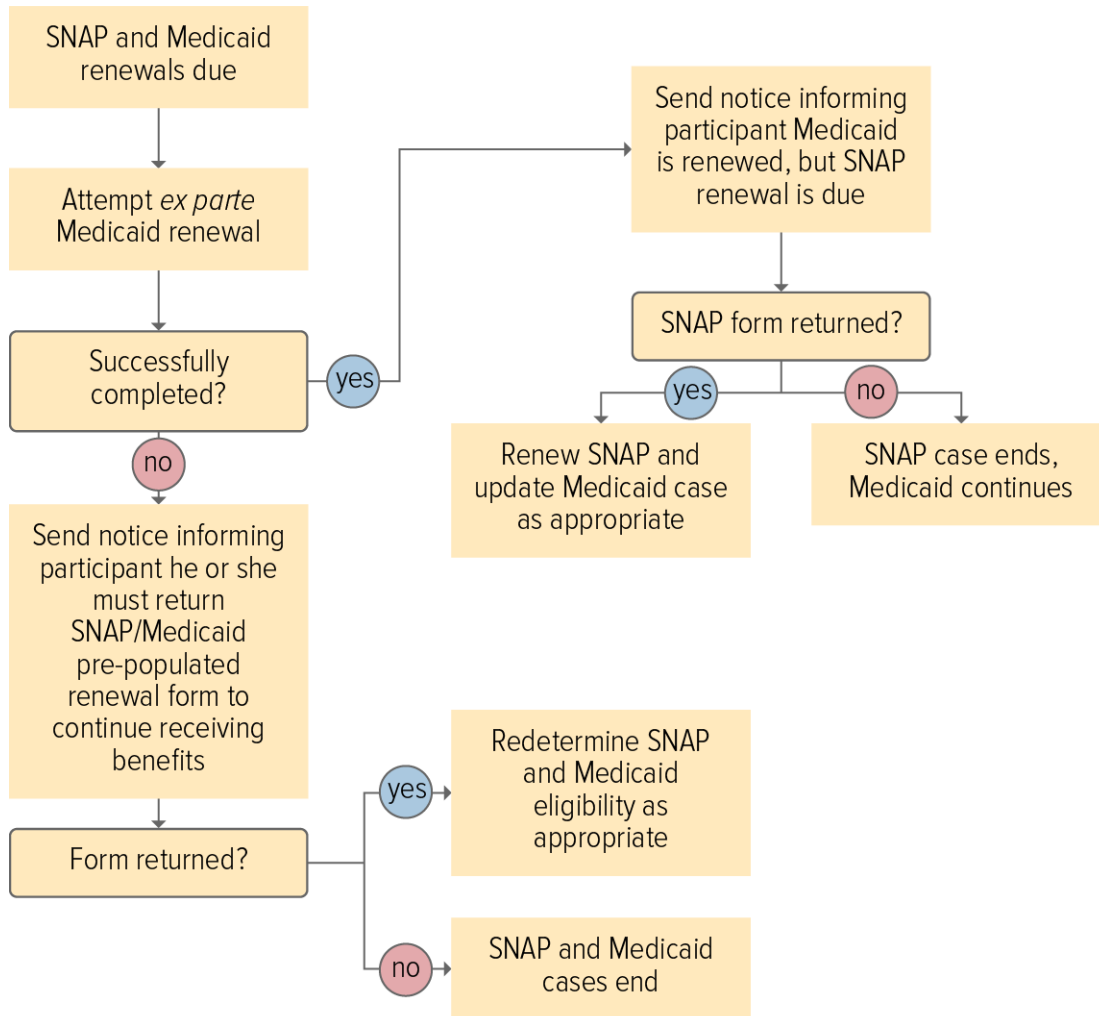 SNAP and Medicaid
renewals due
Attempt ex parte
Medicaid renewal
Successfully
completed?
yes
no
Send notice informing
participant Medicaid
is renewed, but SNAP
renewal is due
SNAP form returned?
yes
no
Renew SNAP and
update Medicaid case
as appropriate
SNAP case ends,
Medicaid continues
Send notice informing
participant he or she
must return
SNAP/Medicaid
pre-populated
renewal form to
continue receiving
benefits
Form returned?
yes
Redetermine SNAP
and Medicaid
eligibility as
appropriate
no
SNAP and Medicaid
cases end